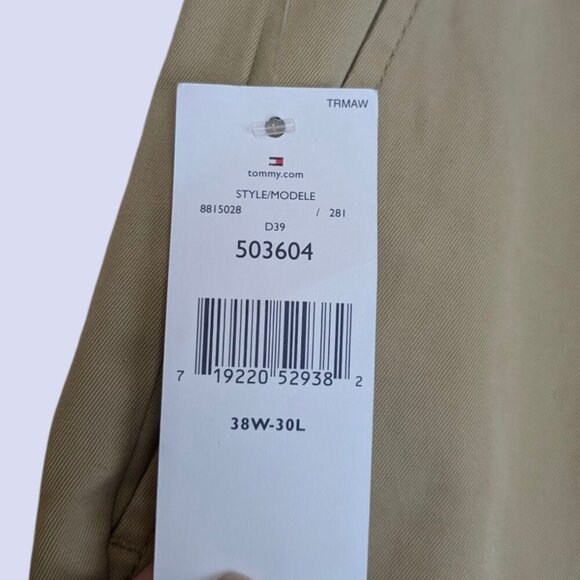 TRMAW
tommy.com
STYLE/MODELE
8815028 / 281
D39
503604
7 19220 52938 2
38W-30L